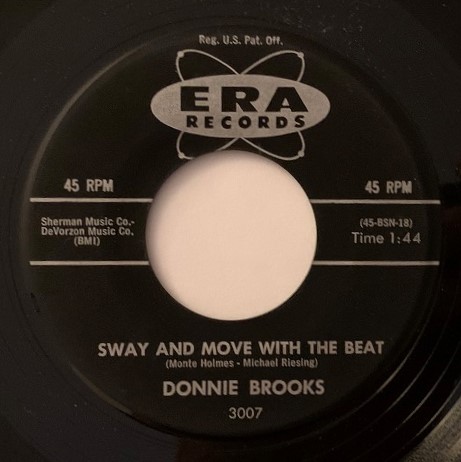 Reg. U.S. Pat. Off.
ERA
RECORDS
45 RPM
45 RPM
Sherman Music Co.-
DeVorzon Music Co.
(BMI)
(45-BSN-18)
Time 1:44
SWAY AND MOVE WITH THE BEAT
(Monte Holmes - Michael Riesing)
DONNIE BROOKS
3007